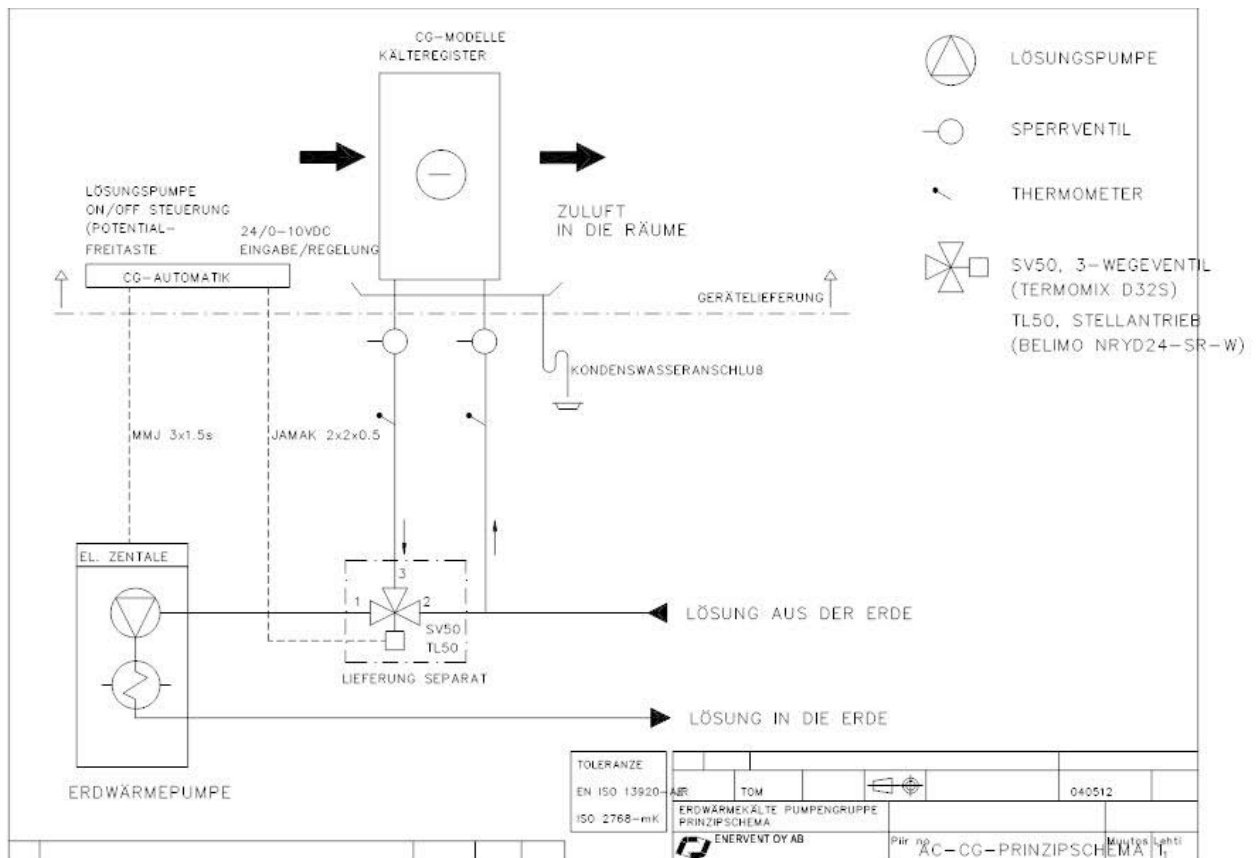 CG-MODELLE
KÄLTEREGISTER
LÖSUNGSPUMPE
SPERRVENTIL
THERMOMETER
SV50, 3-WEGEVENTIL
(TERMOMIX D32S)
TL50, STELLANTRIEB
(BELIMO NRYD24-SR-W)
LÖSUNGSPUMPE
ON/OFF STEUERUNG
(POTENTIAL-
FREITASTE
24/0-10VDC
EINGABE/REGELUNG
CG-AUTOMATIK
ZULUFT
IN DIE RÄUME
GERÄTELIEFERUNG
KONDENSWASSERANSCHLUß
MMJ 3x1.5s
JAMAK 2x2x0.5
EL. ZENTALE
3
1
2
SV50
TL50
LIEFERUNG SEPARAT
LÖSUNG AUS DER ERDE
LÖSUNG IN DIE ERDE
ERDWÄRMEPUMPE
TOLERANZE
EN ISO 13920-
ISO 2768-mK
TOM
040512
ERDWÄRMEKÄLTE PUMPENGRUPPE
PRINZIPSCHEMA
ENERVENT OY AB
Piir no
AC-CG-PRINZIPSCHEMA
Muutos
Lehti
1